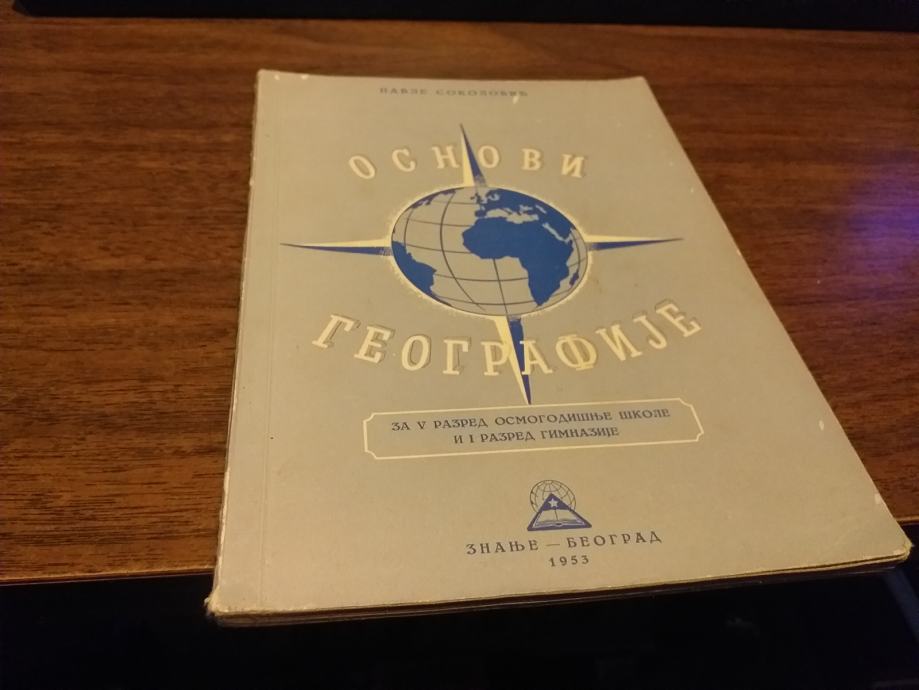 ПАВЛЕ СОКОЛОВИЋ
ОСНОВИ
ГЕОГРАФИЈЕ
ЗА V РАЗРЕД ОСМОГОДИШЊЕ ШКОЛЕ
И I РАЗРЕД ГИМНАЗИЈЕ
ЗНАЊЕ — БЕОГРАД
1953